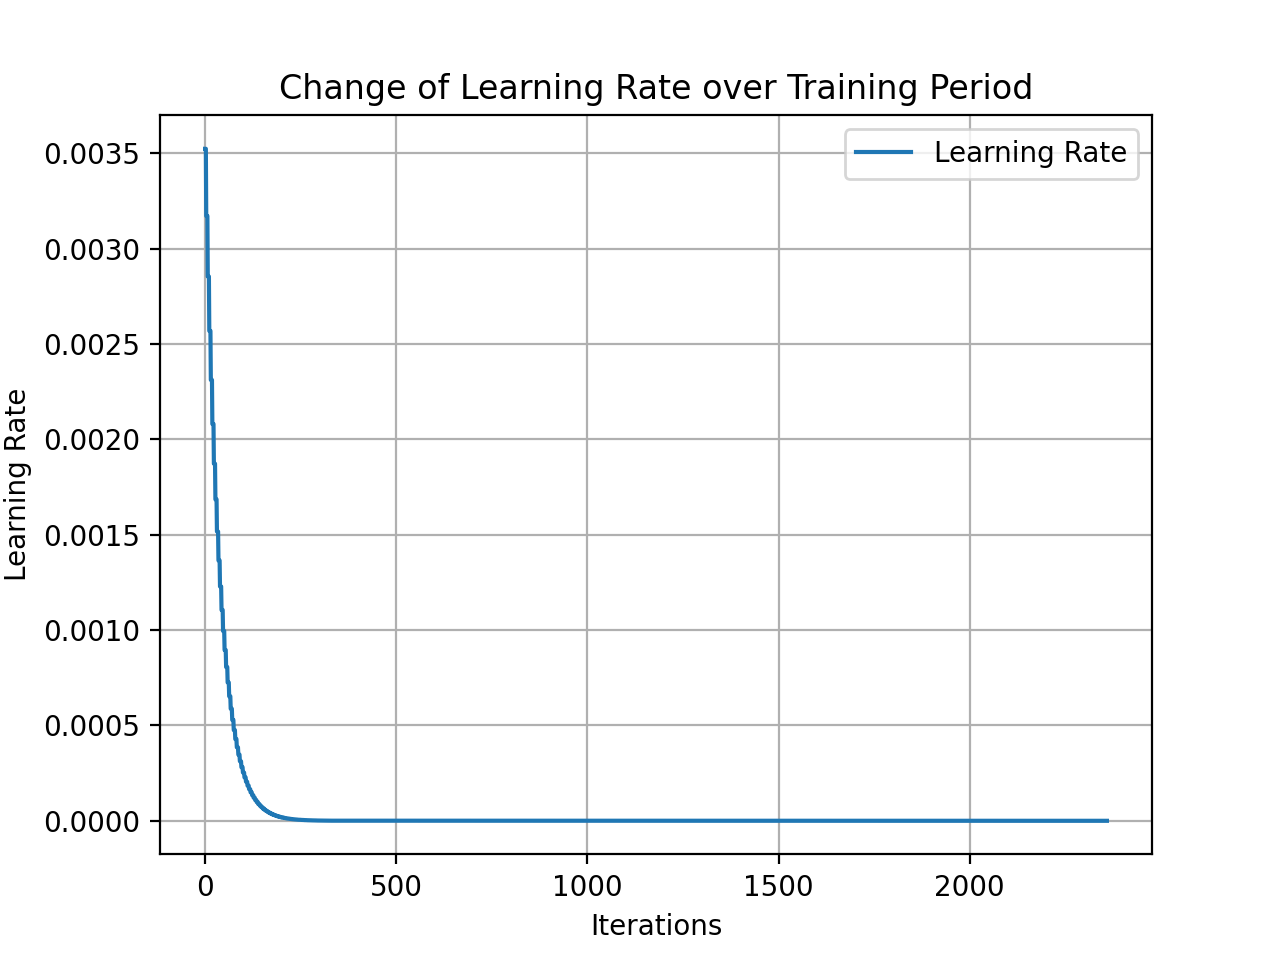 Change of Learning Rate over Training Period
Learning Rate
0.0035
0.0030
0.0025
0.0020
0.0015
0.0010
0.0005
0.0000
Learning Rate
0 500 1000 1500 2000
Iterations